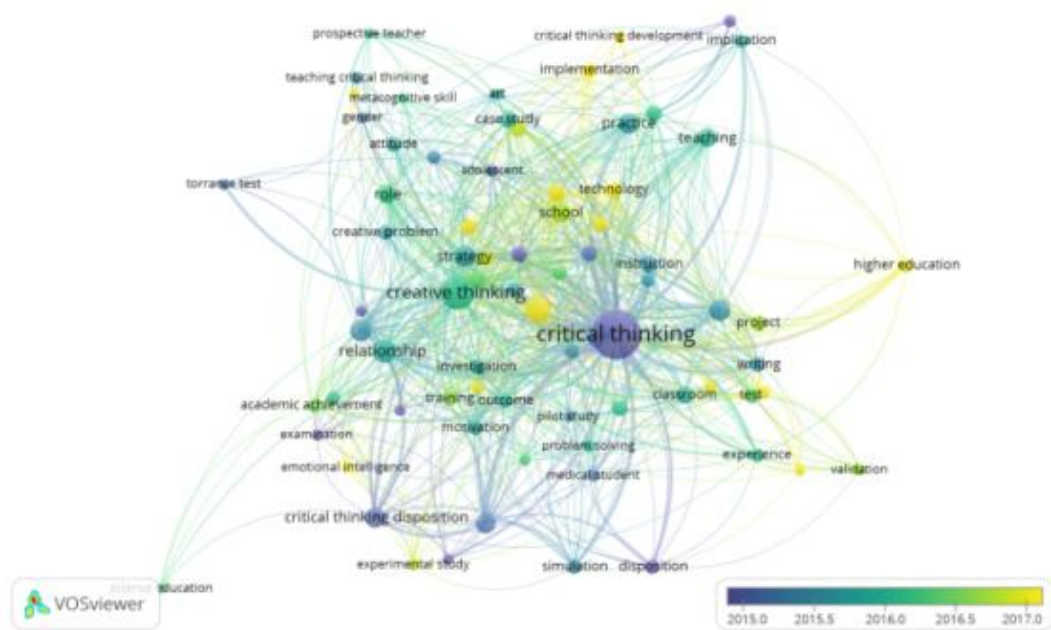 prospective teacher
critical thinking development
implication
implementation
teaching critical thinking
metacognitive skill
art
gender
case study
practice
teaching
attitude
adolescent
torrance test
role
technology
school
creative problem
strategy
instruction
higher education
creative thinking
project
critical thinking
relationship
investigation
writing
academic achievement
training
outcome
classroom
test
pilot study
motivation
examination
problem solving
experience
emotional intelligence
medical student
validation
critical thinking disposition
experimental study
simulation
disposition
education
VOSviewer
2015.0 2015.5 2016.0 2016.5 2017.0